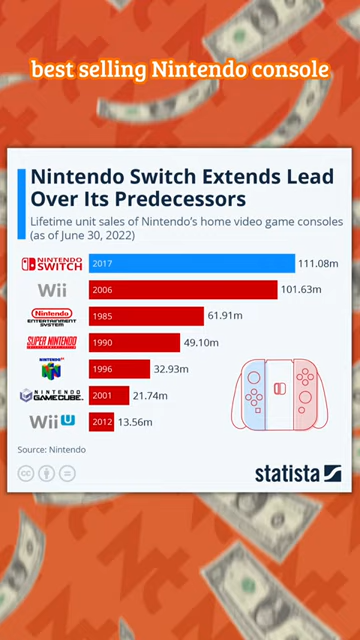 best selling Nintendo console
Nintendo Switch Extends Lead
Over Its Predecessors
Lifetime unit sales of Nintendo's home video game consoles
(as of June 30, 2022)
NINTENDO
SWITCH
2017
111.08m
Wii
2006
101.63m
Nintendo
ENTERTAINMENT
SYSTEM
1985
61.91m
SUPER NINTENDO
1990
49.10m
NINTENDO 64
1996
32.93m
NINTENDO
GAMECUBE.
2001
21.74m
Wii U
2012
13.56m
Source: Nintendo
cc
=
statista